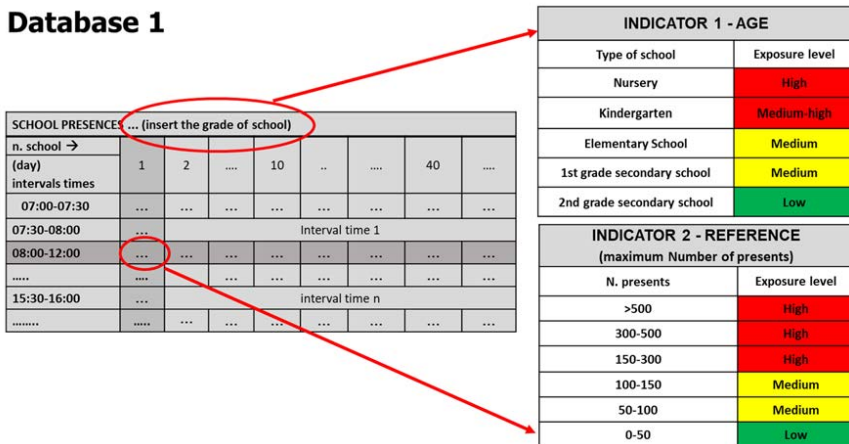 Database 1
SCHOOL PRESENCES ... (insert the grade of school)
n. school →
(day)
intervals times
1 2 .... 10 .. .... 40 ....
07:00-07:30 ... ... ... ... ... ... ... ...
07:30-08:00 ... Interval time 1
08:00-12:00 ... ... ... ... ... ... ... ...
..... .... ... ... ... ... ... ...
15:30-16:00 ... interval time n
........ ..... ... ... ... ... ... ... ...
INDICATOR 1 - AGE
Type of school Exposure level
Nursery High
Kindergarten Medium-high
Elementary School Medium
1st grade secondary school Medium
2nd grade secondary school Low
INDICATOR 2 - REFERENCE
(maximum Number of presents)
N. presents Exposure level
>500 High
300-500 High
150-300 High
100-150 Medium
50-100 Medium
0-50 Low